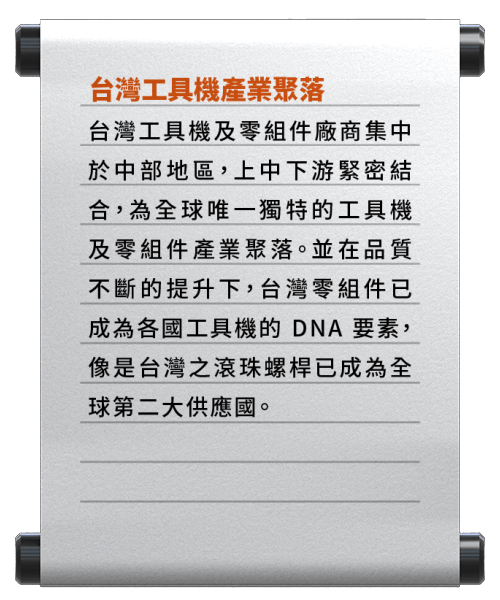 台灣工具機產業聚落
台灣工具機及零組件廠商集中
於中部地區，上中下游緊密結
合，為全球唯一獨特的工具機
及零組件產業聚落。並在品質
不斷的提升下，台灣零組件已
成為各國工具機的 DNA 要素，
像是台灣之滾珠螺桿已成為全
球第二大供應國。